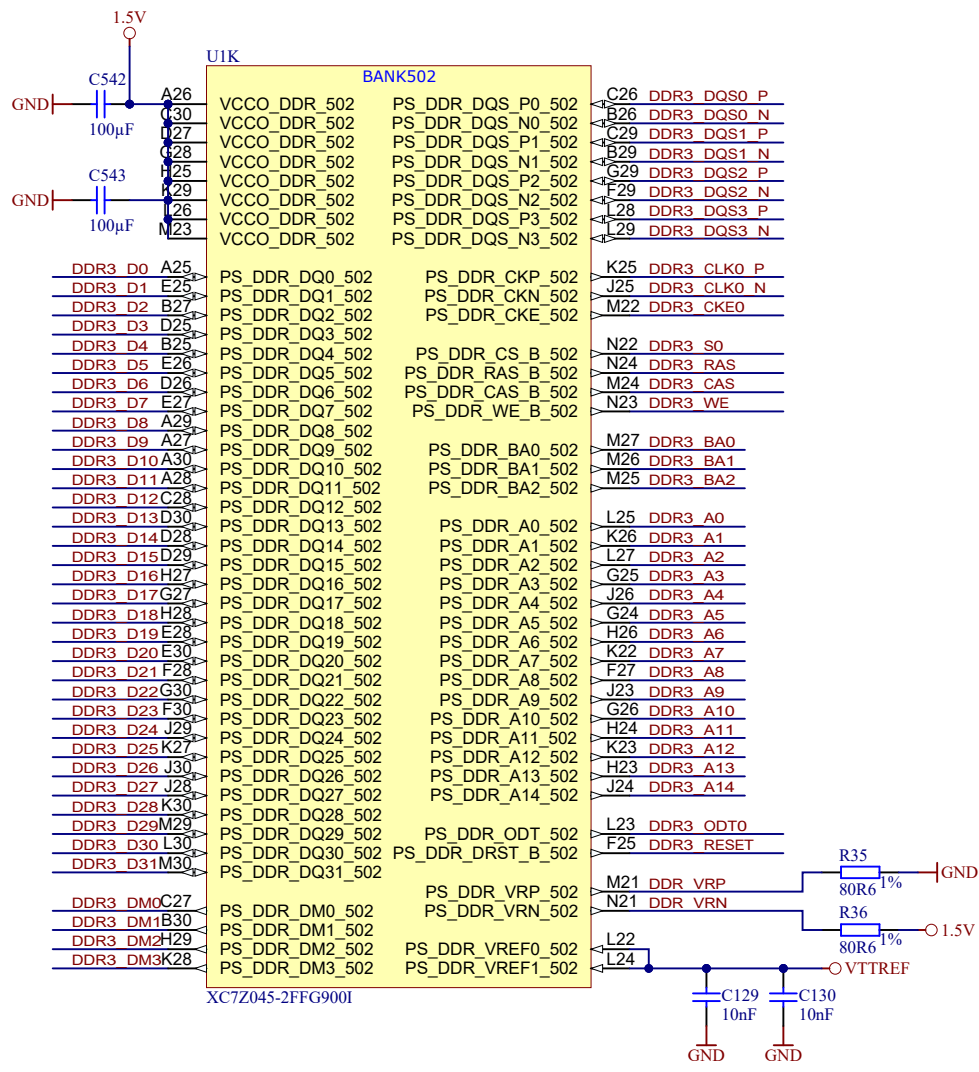 1.5V
U1K
BANK502
GND C542 100µF
GND C543 100µF
A26 VCCO_DDR_502 PS_DDR_DQS_P0_502 C26 DDR3_DQS0_P
C30 VCCO_DDR_502 PS_DDR_DQS_N0_502 B26 DDR3_DQS0_N
D27 VCCO_DDR_502 PS_DDR_DQS_P1_502 C29 DDR3_DQS1_P
G28 VCCO_DDR_502 PS_DDR_DQS_N1_502 B29 DDR3_DQS1_N
H25 VCCO_DDR_502 PS_DDR_DQS_P2_502 G29 DDR3_DQS2_P
K29 VCCO_DDR_502 PS_DDR_DQS_N2_502 F29 DDR3_DQS2_N
L26 VCCO_DDR_502 PS_DDR_DQS_P3_502 L28 DDR3_DQS3_P
M23 VCCO_DDR_502 PS_DDR_DQS_N3_502 L29 DDR3_DQS3_N
DDR3_D0 A25 PS_DDR_DQ0_502 PS_DDR_CKP_502 K25 DDR3_CLK0_P
DDR3_D1 E25 PS_DDR_DQ1_502 PS_DDR_CKN_502 J25 DDR3_CLK0_N
DDR3_D2 B27 PS_DDR_DQ2_502 PS_DDR_CKE_502 M22 DDR3_CKE0
DDR3_D3 D25 PS_DDR_DQ3_502
DDR3_D4 B25 PS_DDR_DQ4_502 PS_DDR_CS_B_502 N22 DDR3_S0
DDR3_D5 E26 PS_DDR_DQ5_502 PS_DDR_RAS_B_502 N24 DDR3_RAS
DDR3_D6 D26 PS_DDR_DQ6_502 PS_DDR_CAS_B_502 M24 DDR3_CAS
DDR3_D7 E27 PS_DDR_DQ7_502 PS_DDR_WE_B_502 N23 DDR3_WE
DDR3_D8 A29 PS_DDR_DQ8_502
DDR3_D9 A27 PS_DDR_DQ9_502 PS_DDR_BA0_502 M27 DDR3_BA0
DDR3_D10 A30 PS_DDR_DQ10_502 PS_DDR_BA1_502 M26 DDR3_BA1
DDR3_D11 A28 PS_DDR_DQ11_502 PS_DDR_BA2_502 M25 DDR3_BA2
DDR3_D12 C28 PS_DDR_DQ12_502
DDR3_D13 D30 PS_DDR_DQ13_502 PS_DDR_A0_502 L25 DDR3_A0
DDR3_D14 D28 PS_DDR_DQ14_502 PS_DDR_A1_502 K26 DDR3_A1
DDR3_D15 D29 PS_DDR_DQ15_502 PS_DDR_A2_502 L27 DDR3_A2
DDR3_D16 H27 PS_DDR_DQ16_502 PS_DDR_A3_502 G25 DDR3_A3
DDR3_D17 G27 PS_DDR_DQ17_502 PS_DDR_A4_502 J26 DDR3_A4
DDR3_D18 H28 PS_DDR_DQ18_502 PS_DDR_A5_502 G24 DDR3_A5
DDR3_D19 E28 PS_DDR_DQ19_502 PS_DDR_A6_502 H26 DDR3_A6
DDR3_D20 E30 PS_DDR_DQ20_502 PS_DDR_A7_502 K22 DDR3_A7
DDR3_D21 F28 PS_DDR_DQ21_502 PS_DDR_A8_502 F27 DDR3_A8
DDR3_D22 G30 PS_DDR_DQ22_502 PS_DDR_A9_502 J23 DDR3_A9
DDR3_D23 F30 PS_DDR_DQ23_502 PS_DDR_A10_502 G26 DDR3_A10
DDR3_D24 J29 PS_DDR_DQ24_502 PS_DDR_A11_502 H24 DDR3_A11
DDR3_D25 K27 PS_DDR_DQ25_502 PS_DDR_A12_502 K23 DDR3_A12
DDR3_D26 J30 PS_DDR_DQ26_502 PS_DDR_A13_502 H23 DDR3_A13
DDR3_D27 J28 PS_DDR_DQ27_502 PS_DDR_A14_502 J24 DDR3_A14
DDR3_D28 K30 PS_DDR_DQ28_502
DDR3_D29 M29 PS_DDR_DQ29_502 PS_DDR_ODT_502 L23 DDR3_ODT0
DDR3_D30 L30 PS_DDR_DQ30_502 PS_DDR_DRST_B_502 F25 DDR3_RESET
DDR3_D31 M30 PS_DDR_DQ31_502
PS_DDR_VRP_502 M21 DDR_VRP R35 80R6 1% GND
DDR3_DM0 C27 PS_DDR_DM0_502 PS_DDR_VRN_502 N21 DDR_VRN R36 80R6 1% 1.5V
DDR3_DM1 B30 PS_DDR_DM1_502
DDR3_DM2 H29 PS_DDR_DM2_502 PS_DDR_VREF0_502 L22
DDR3_DM3 K28 PS_DDR_DM3_502 PS_DDR_VREF1_502 L24 VTTREF
XC7Z045-2FFG900I
C129 C130
10nF 10nF
GND GND